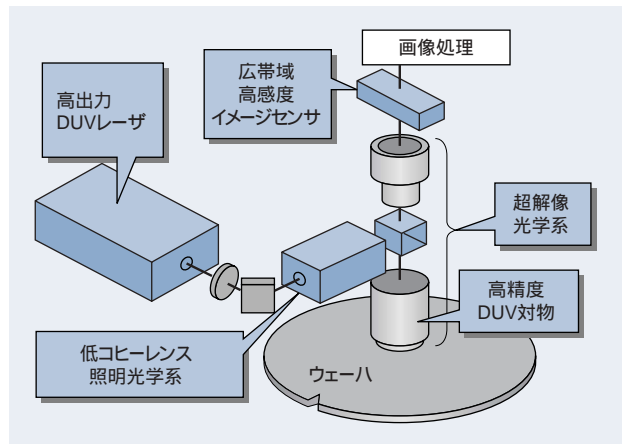 画像処理
広帯域
高感度
イメージセンサ
高出力
DUVレーザ
超解像
光学系
高精度
DUV対物
低コヒーレンス
照明光学系
ウェーハ